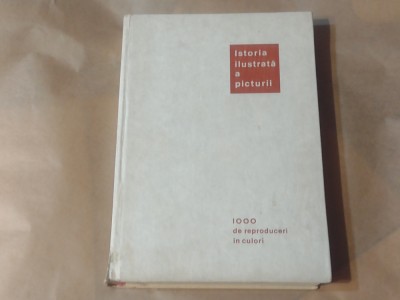 istoria
ilustrată
a
picturii
1000
de reproduceri
în culori